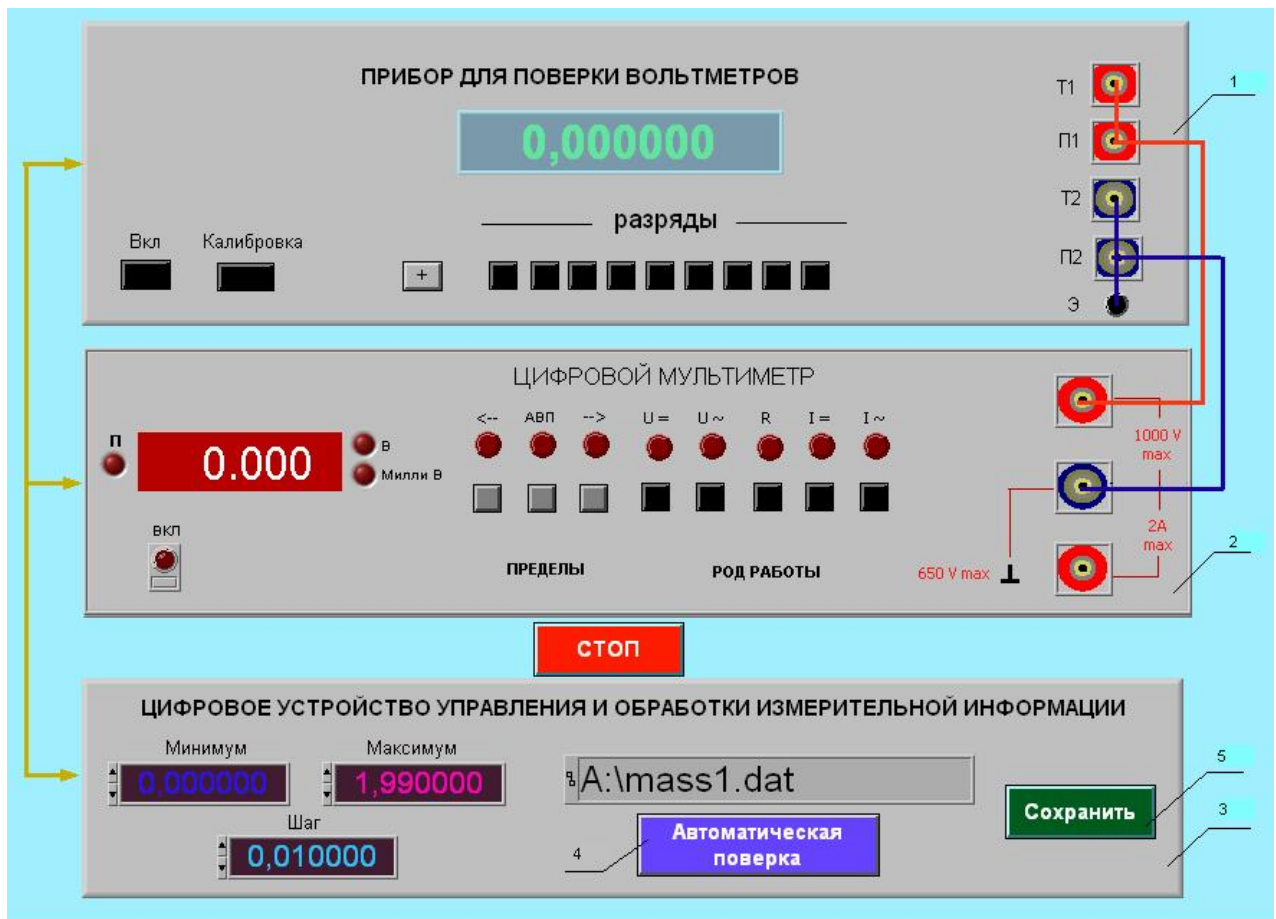 ПРИБОР ДЛЯ ПОВЕРКИ ВОЛЬТМЕТРОВ
0,000000
разряды
Вкл
Калибровка
+
Т1
П1
Т2
П2
Э
1
ЦИФРОВОЙ МУЛЬТИМЕТР
П
0.000
В
Милли В
вкл
<-- АВП --> U = U ~ R I = I ~
ПРЕДЕЛЫ
РОД РАБОТЫ
1000 V
max
2A
max
650 V max
2
СТОП
ЦИФРОВОЕ УСТРОЙСТВО УПРАВЛЕНИЯ И ОБРАБОТКИ ИЗМЕРИТЕЛЬНОЙ ИНФОРМАЦИИ
Минимум
0,000000
Максимум
1,990000
Шаг
0,010000
A:\mass1.dat
4
Автоматическая
поверка
Сохранить
5
3